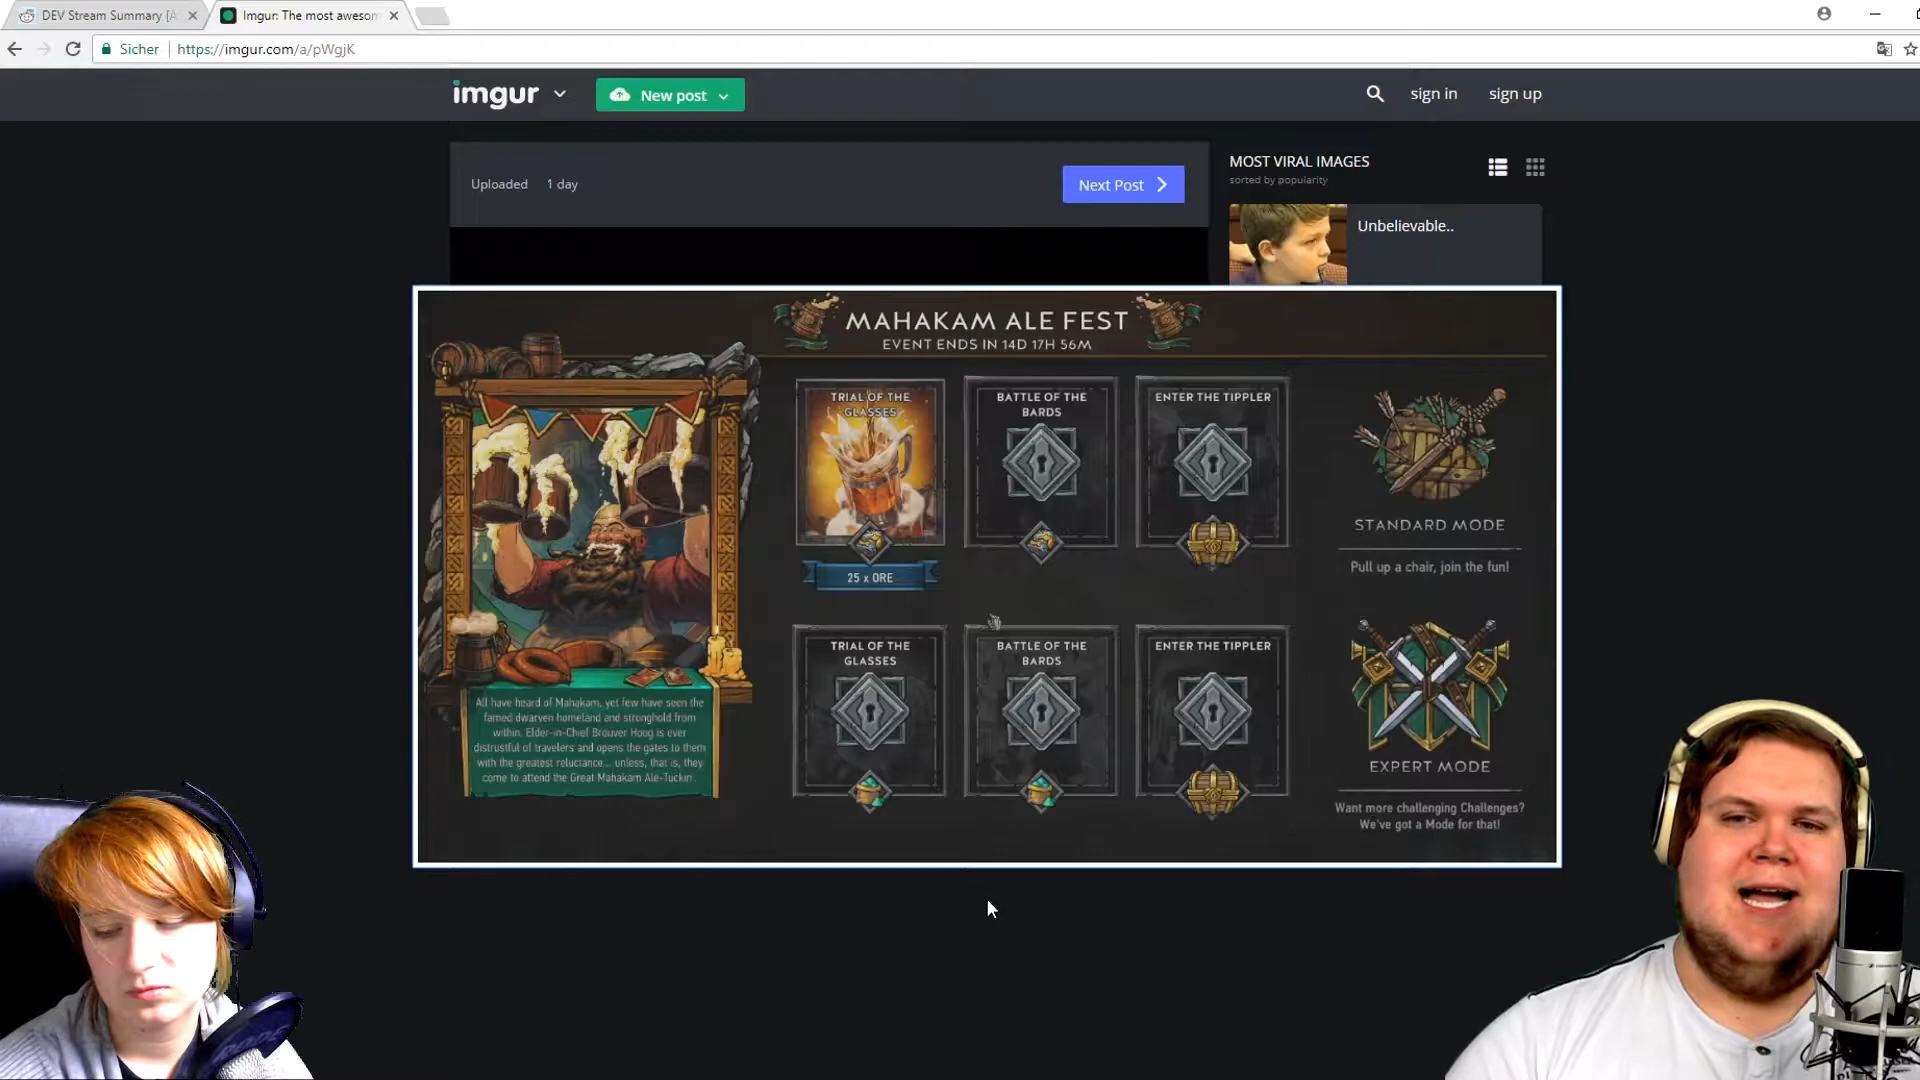 DEV Stream Summary [A
Imgur: The most awesom
Sicher
https://imgur.com/a/pWgjK
imgur
New post
sign in
sign up
Uploaded 1 day
Next Post
MOST VIRAL IMAGES
sorted by popularity
Unbelievable..
MAHAKAM ALE FEST
EVENT ENDS IN 14D 17H 56M
TRIAL OF THE
GLASSES
BATTLE OF THE
BARDS
ENTER THE TIPPLER
25 x ORE
STANDARD MODE
Pull up a chair, join the fun!
TRIAL OF THE
GLASSES
BATTLE OF THE
BARDS
ENTER THE TIPPLER
EXPERT MODE
Want more challenging Challenges?
We've got a Mode for that!
All have heard of Mahakam, yet few have seen the
famed dwarven homeland and stronghold from
within. Elder-in-Chief Brouver Hoog is ever
distrustful of travelers and opens the gates to them
with the greatest reluctance... unless, that is, they
come to attend the Great Mahakam Ale-Tuckin'.